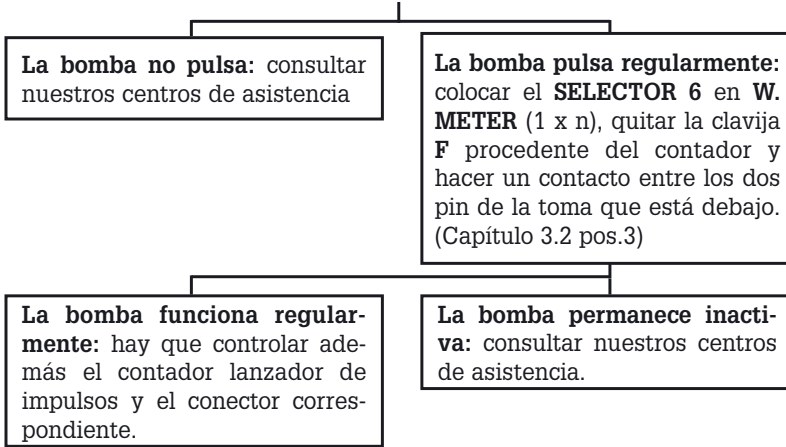 La bomba no pulsa: consultar
nuestros centros de asistencia
La bomba pulsa regularmente:
colocar el SELECTOR 6 en W.
METER (1 x n), quitar la clavija
F procedente del contador y
hacer un contacto entre los dos
pin de la toma que está debajo.
(Capítulo 3.2 pos.3)
La bomba funciona regular-
mente: hay que controlar ade-
más el contador lanzador de
impulsos y el conector corres-
pondiente.
La bomba permanece inacti-
va: consultar nuestros centros
de asistencia.